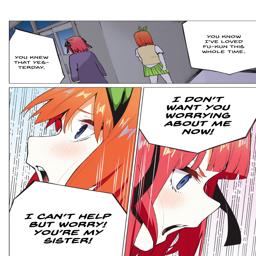 YOU KNOW
I'VE LOVED
FU-KUN THIS
WHOLE TIME.
YOU KNEW
THAT YES-
TERDAY.
I DON'T
WANT YOU
WORRYING
ABOUT ME
NOW!
I CAN'T HELP
BUT WORRY!
YOU'RE MY
SISTER!